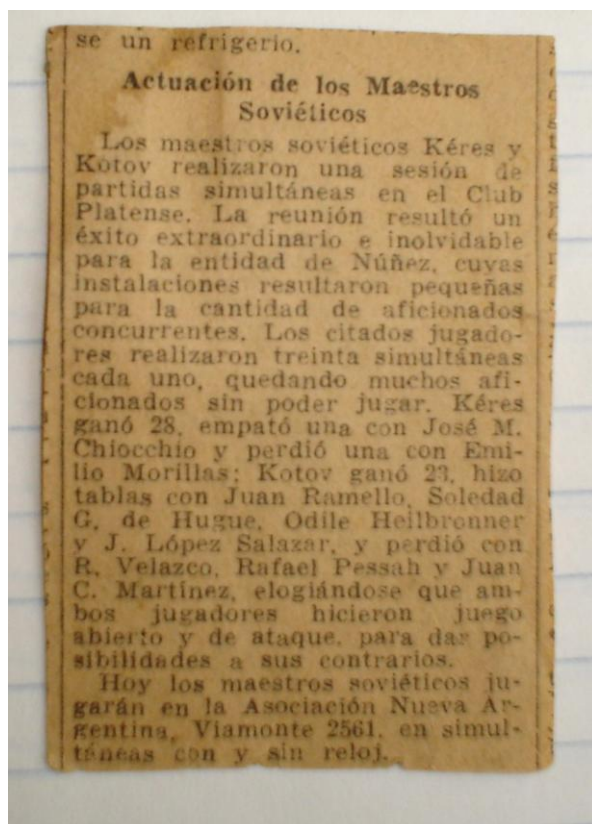 se un refrigerio.
Actuación de los Maestros
Soviéticos
Los maestros soviéticos Kéres y
Kotov realizaron una sesión de
partidas simultáneas en el Club
Platense. La reunión resultó un
éxito extraordinario e inolvidable
para la entidad de Núñez, cuyas
instalaciones resultaron pequeñas
para la cantidad de aficionados
concurrentes. Los citados jugado-
res realizaron treinta simultáneas
cada uno, quedando muchos afi-
cionados sin poder jugar. Kéres
ganó 28, empató una con José M.
Chiocchio y perdió una con Emi-
lio Morillas; Kotov ganó 23, hizo
tablas con Juan Ramello, Soledad
G. de Hugue, Odile Heilbronner
y J. López Salazar, y perdió con
R. Velazco, Rafael Pessah y Juan
C. Martínez, elogiándose que am-
bos jugadores hicieron juego
abierto y de ataque, para dar po-
sibilidades a sus contrarios.
Hoy los maestros soviéticos ju-
garán en la Asociación Nueva Ar-
gentina, Viamonte 2561, en simul-
táneas con y sin reloj.